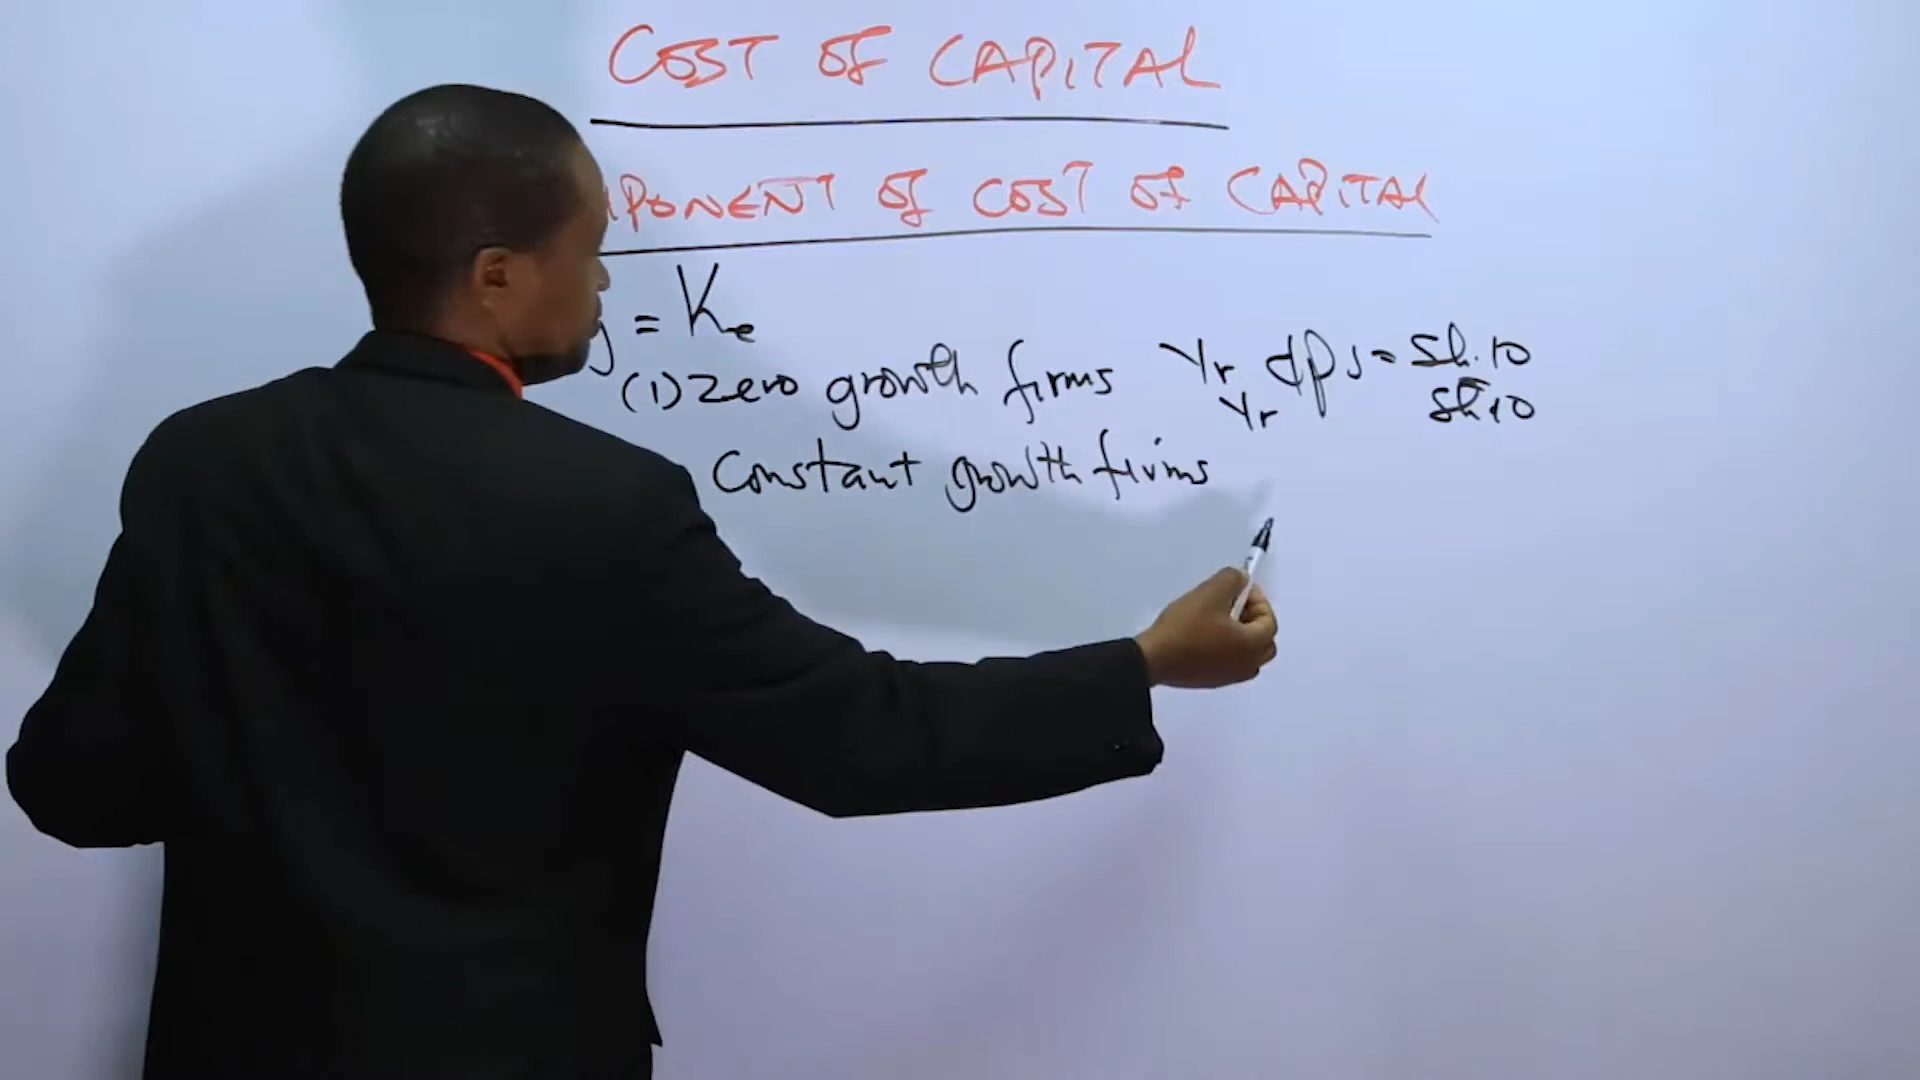 COST OF CAPITAL
PONENT OF COST OF CAPITAL
= Ke
(1) Zero growth firms Yr dps = Sh.10
Yr Sh10
Constant growth firms